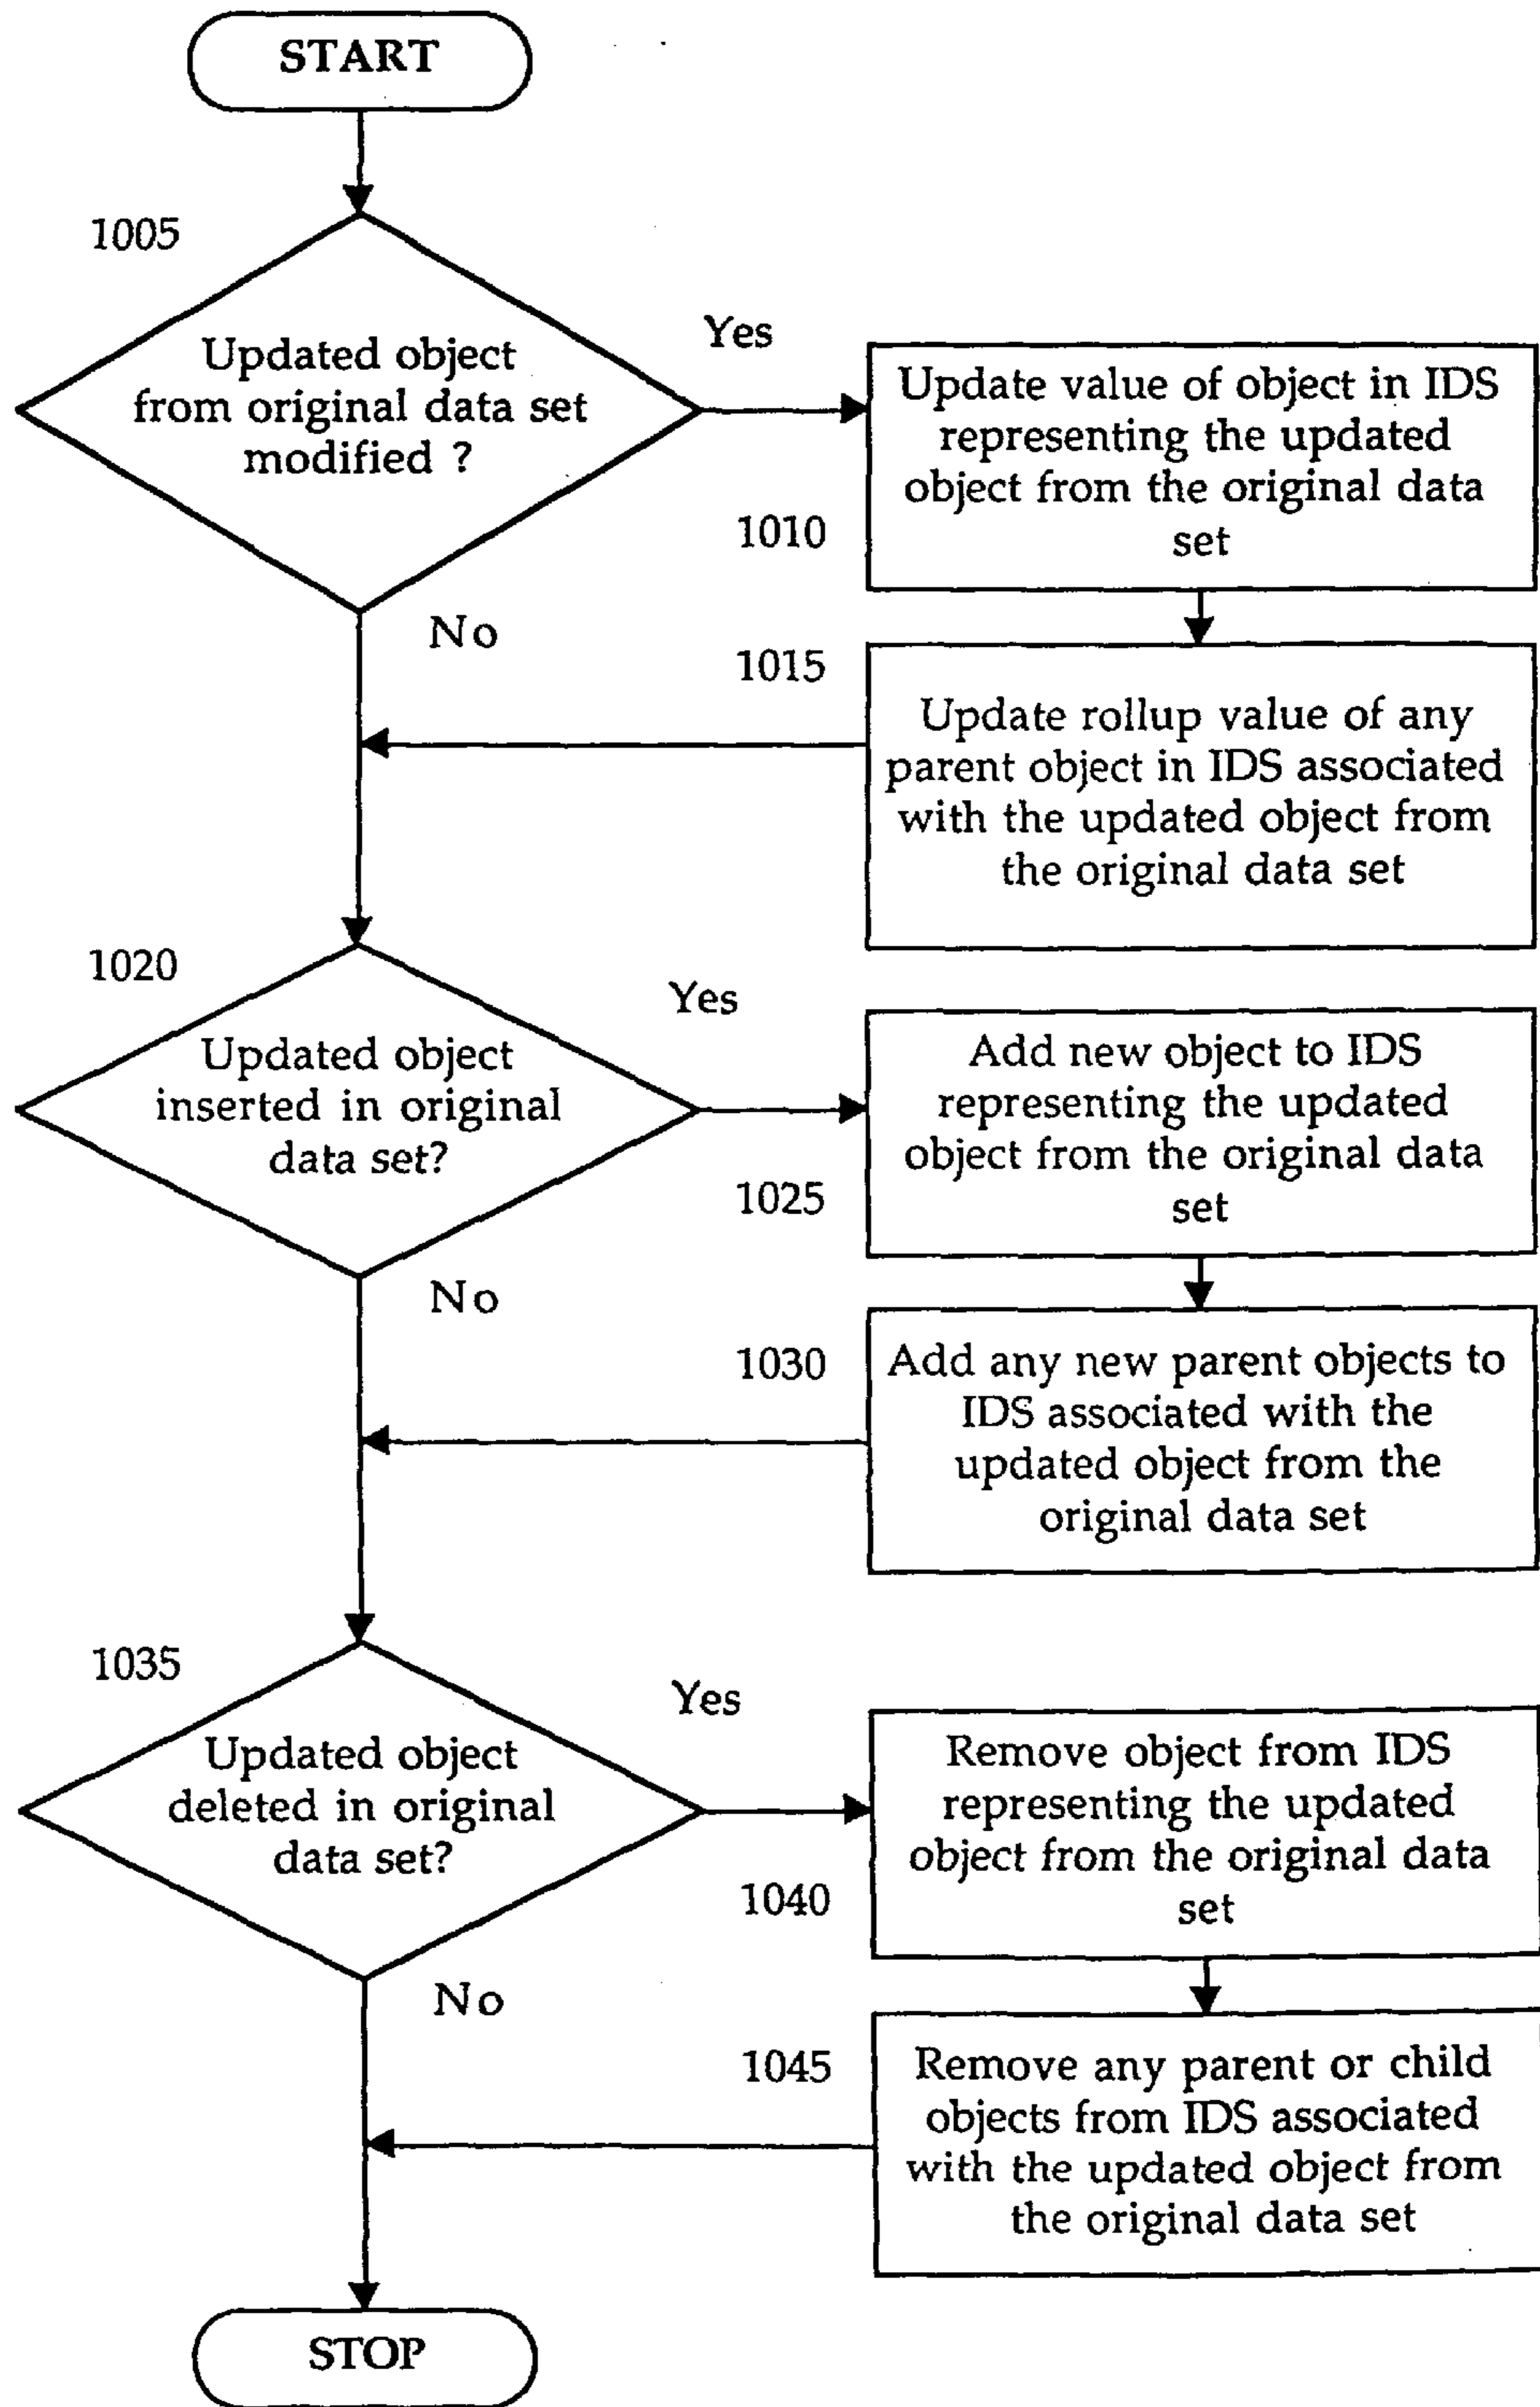 START
1005
Updated object
from original data set
modified ?
Yes
No
1010
Update value of object in IDS
representing the updated
object from the original data
set
1015
Update rollup value of any
parent object in IDS associated
with the updated object from
the original data set
1020
Updated object
inserted in original
data set?
Yes
No
1025
Add new object to IDS
representing the updated
object from the original data
set
1030
Add any new parent objects to
IDS associated with the
updated object from the
original data set
1035
Updated object
deleted in original
data set?
Yes
No
1040
Remove object from IDS
representing the updated
object from the original data
set
1045
Remove any parent or child
objects from IDS associated
with the updated object from
the original data set
STOP